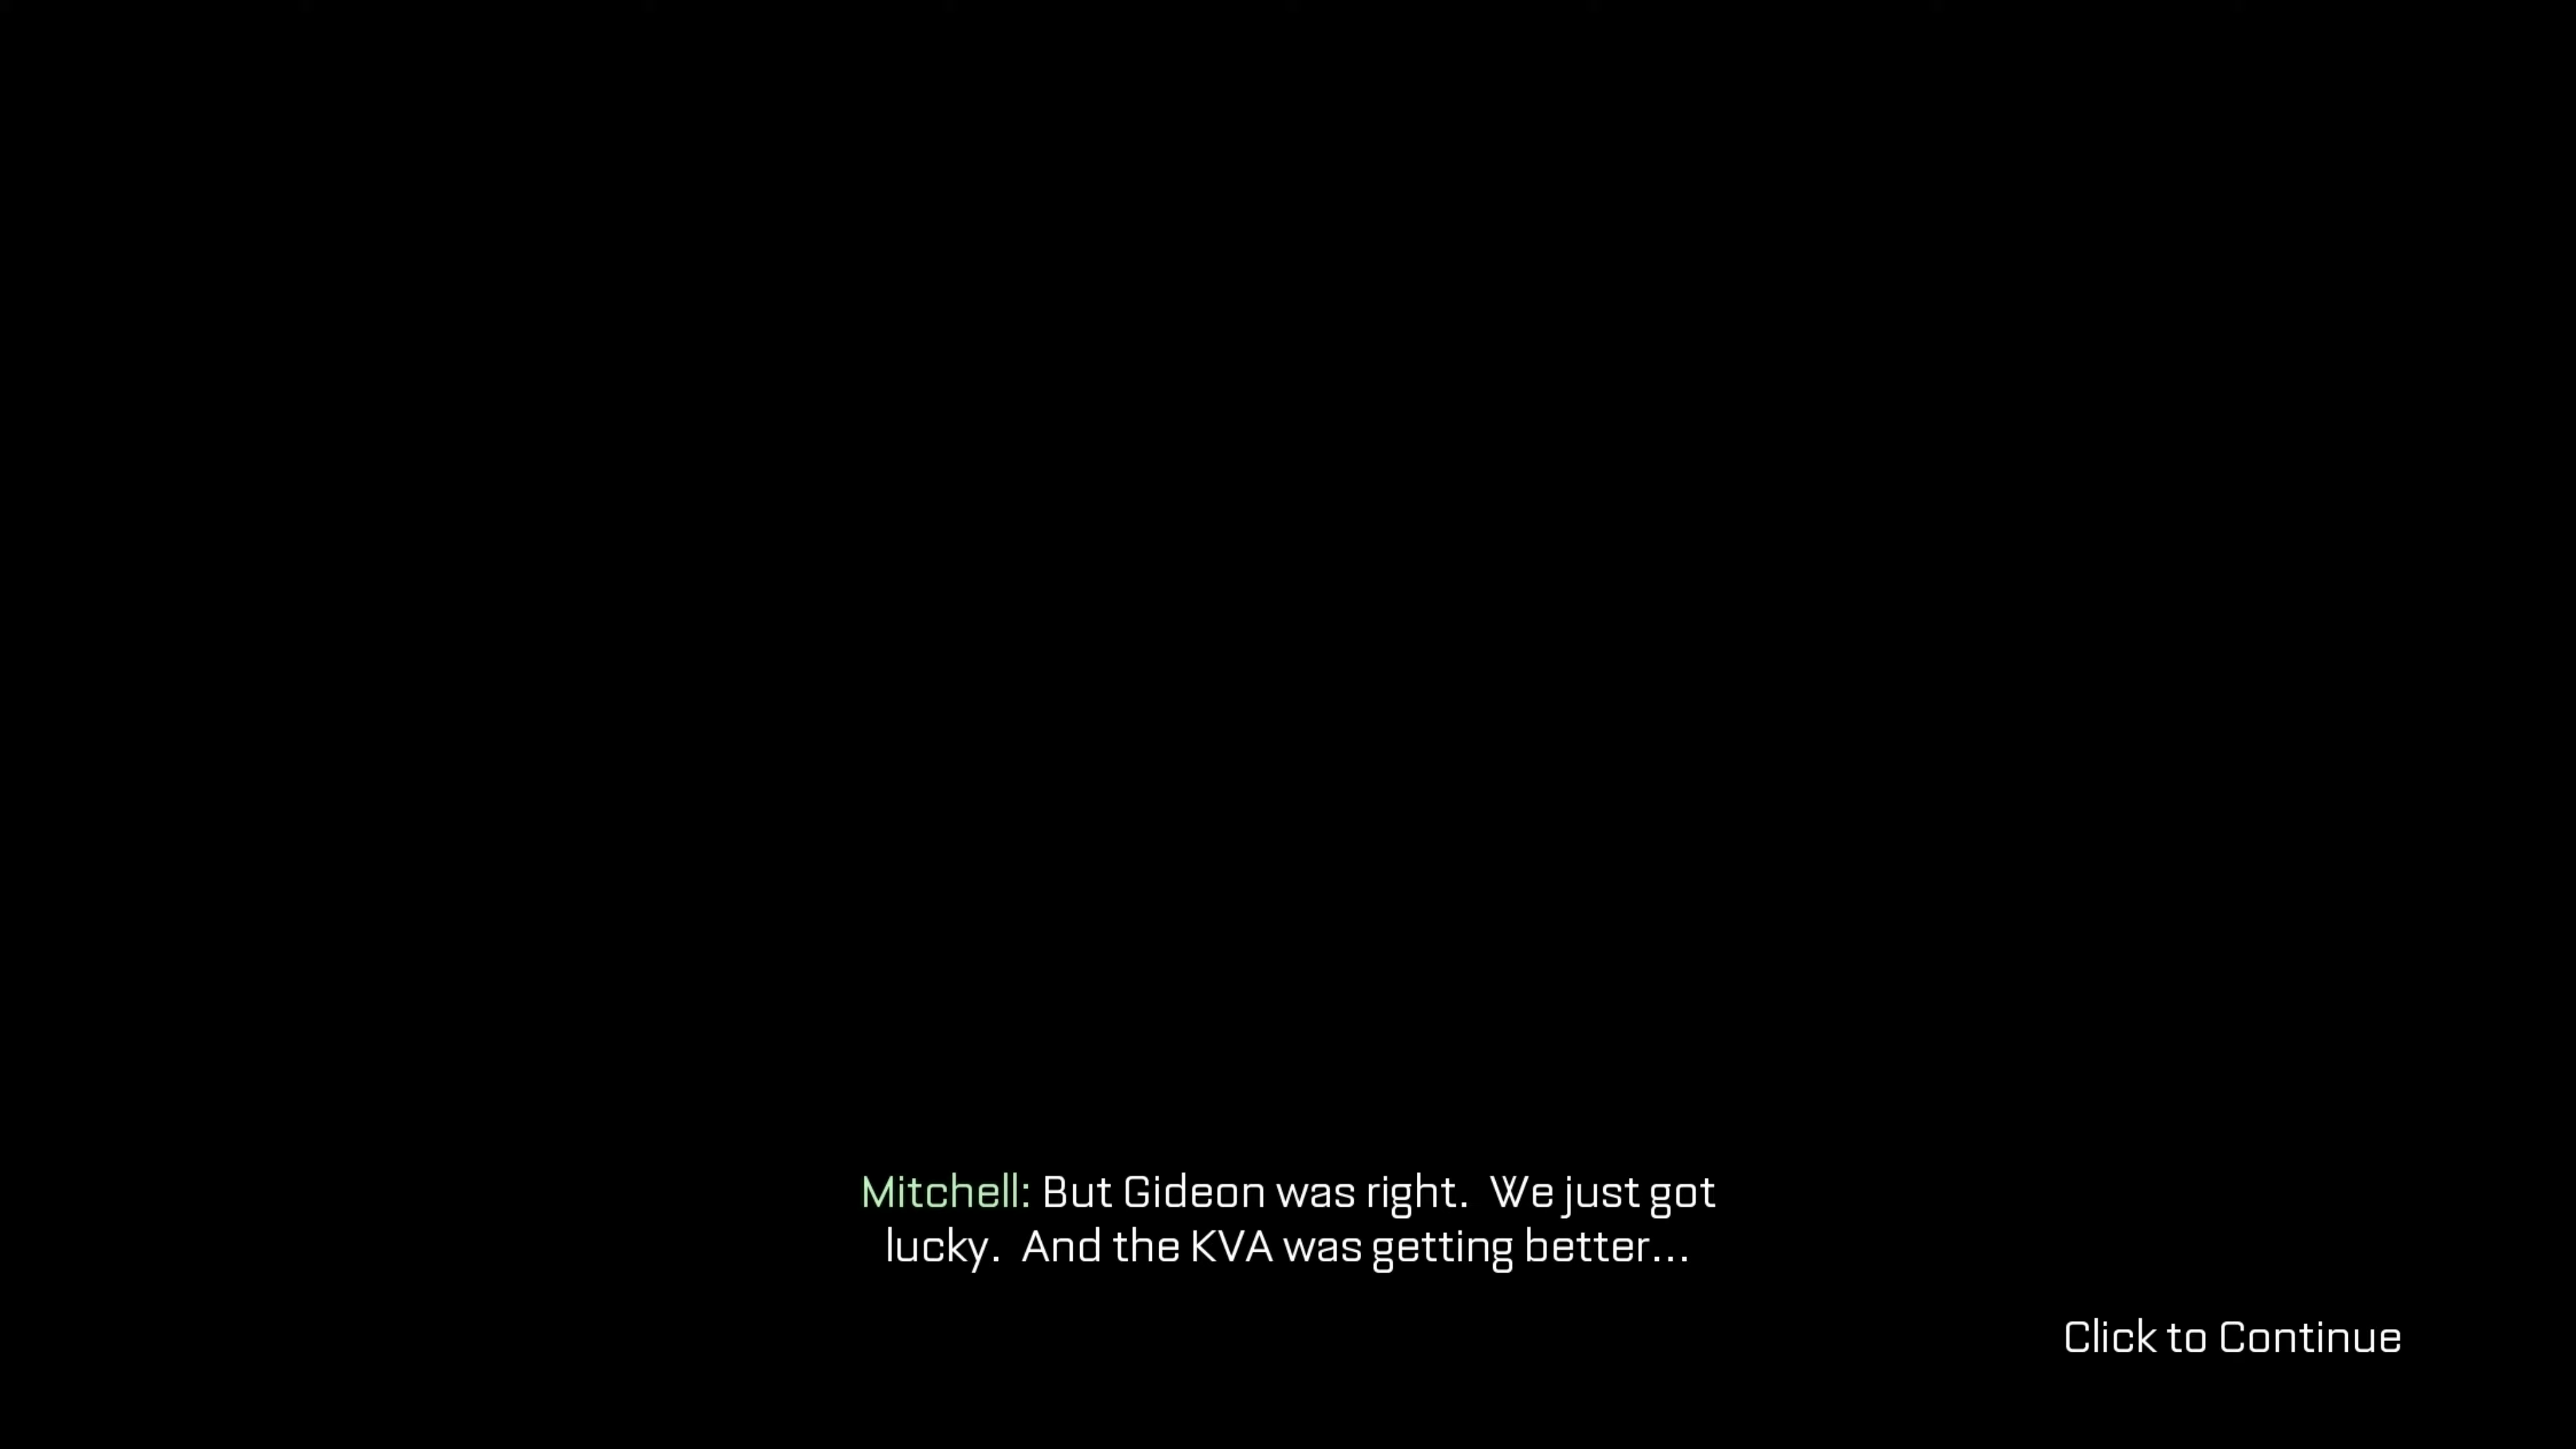 Mitchell: But Gideon was right.  We just got
lucky.  And the KVA was getting better...
Click to Continue